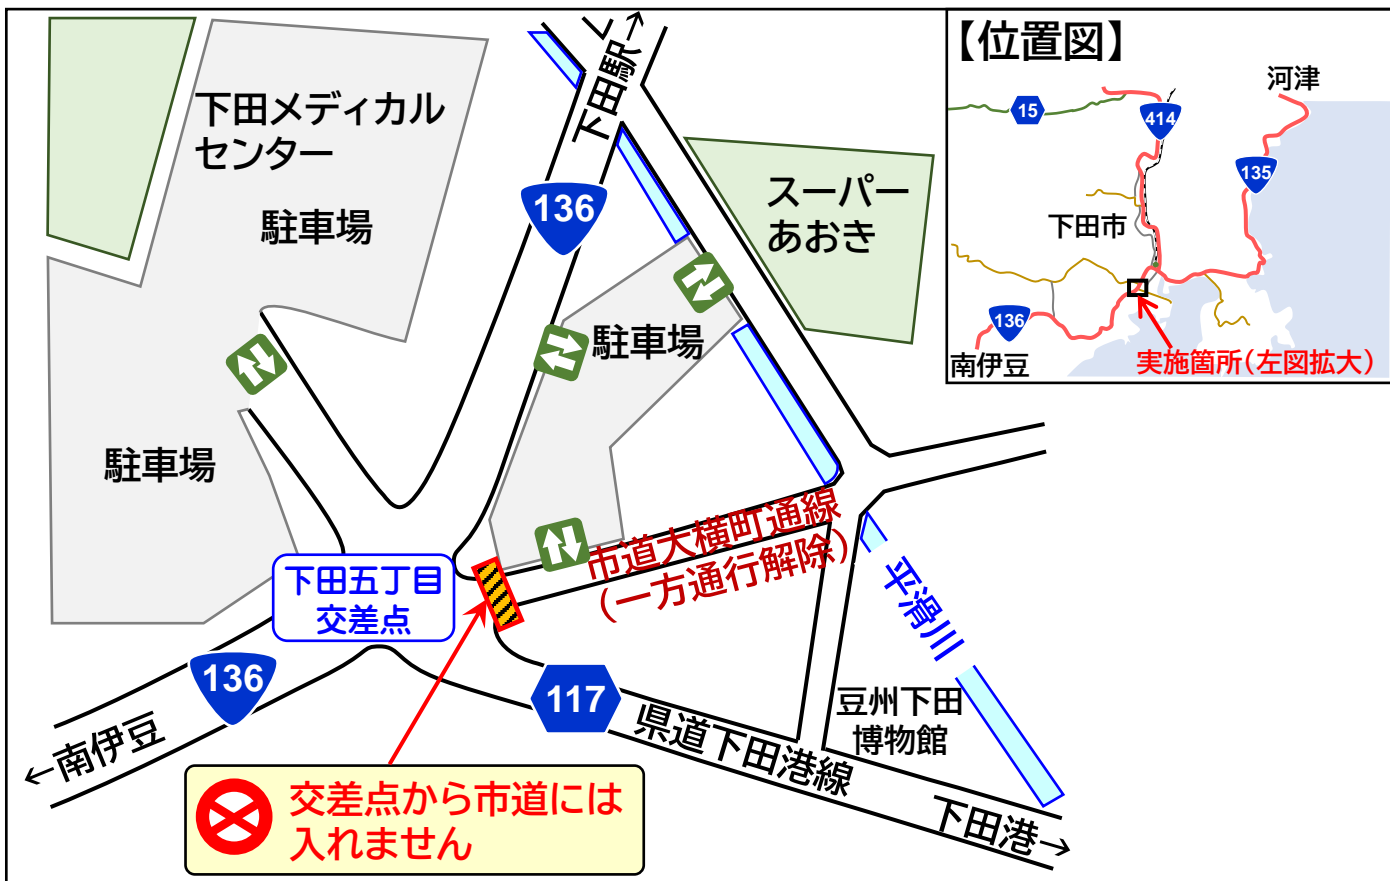 下田メディカル
センター
駐車場
駐車場
136
下田駅→
スーパー
あおき
駐車場
下田五丁目
交差点
市道大横町通線
(一方通行解除)
平滑川
136
←南伊豆
117
県道下田港線
豆州下田
博物館
下田港→
交差点から市道には
入れません
【位置図】
河津
15
414
135
下田市
136
南伊豆
実施箇所(左図拡大)